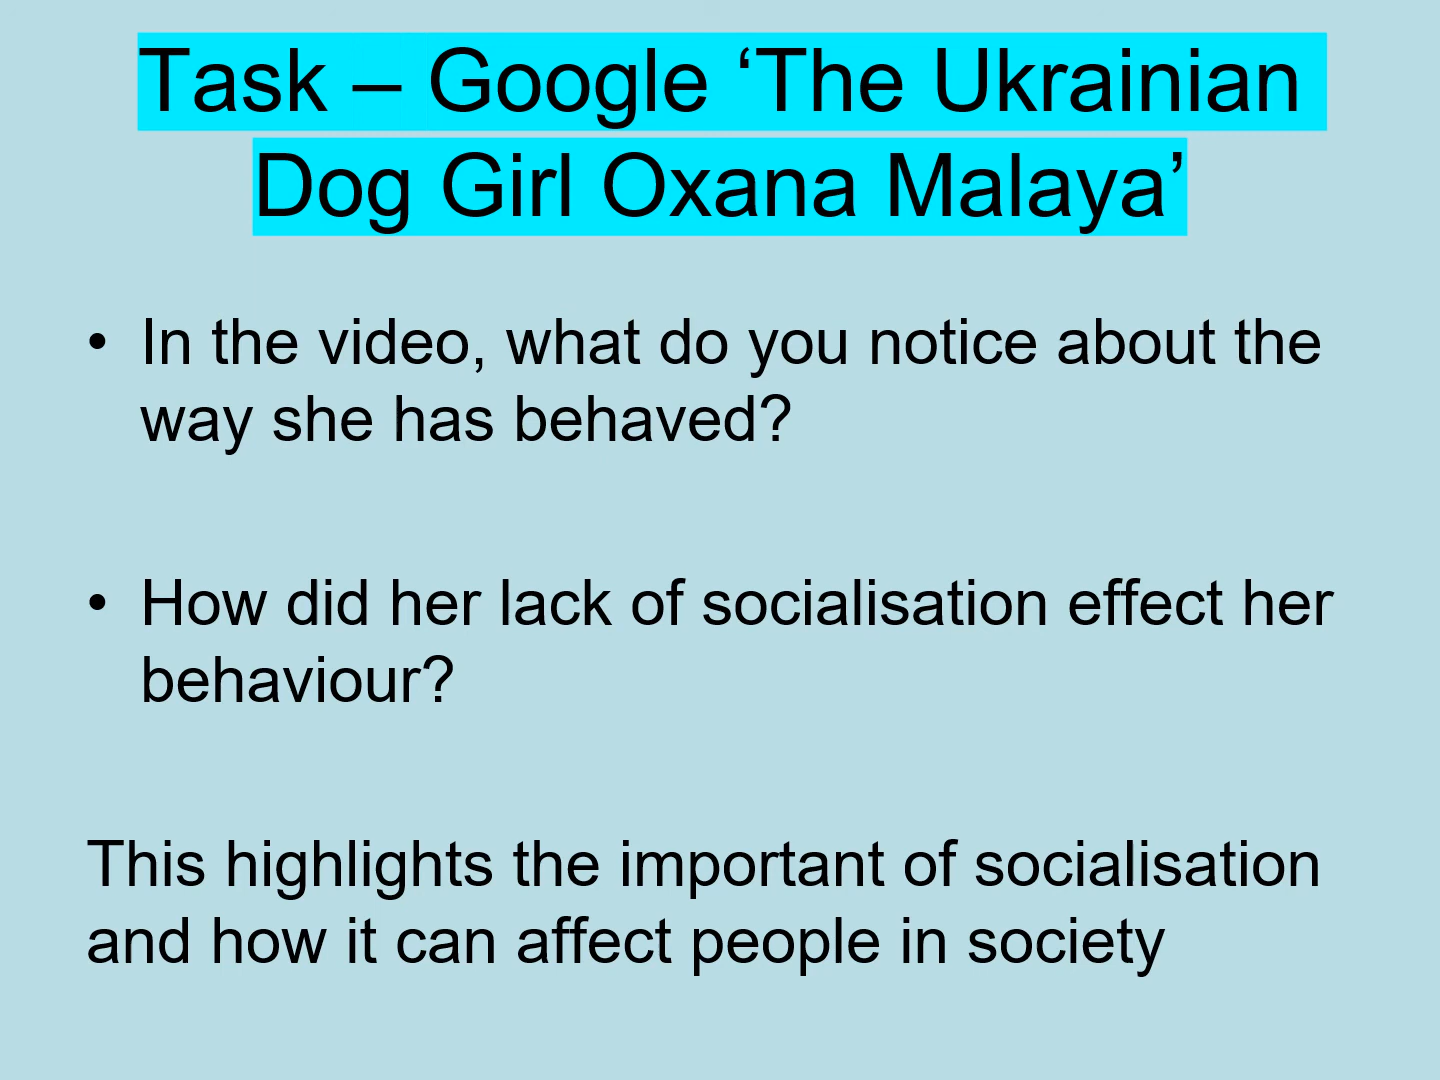 Task – Google ‘The Ukrainian
Dog Girl Oxana Malaya’
• In the video, what do you notice about the
way she has behaved?
• How did her lack of socialisation effect her
behaviour?
This highlights the important of socialisation
and how it can affect people in society